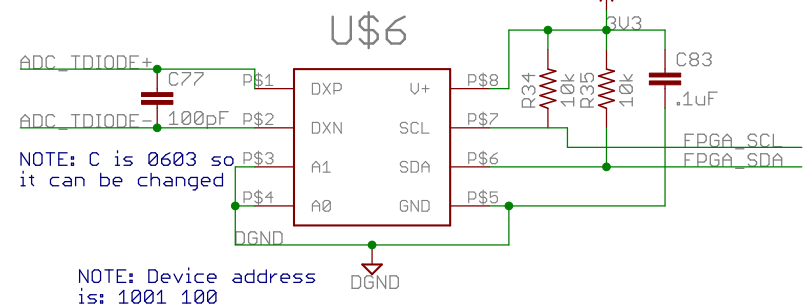 U$6
3V3
ADC_TDIODE+
C77
P$1
DXP
V+
P$8
R34
10k
R35
10k
C83
.1uF
ADC_TDIODE-
100pF
P$2
DXN
SCL
P$7
FPGA_SCL
NOTE: C is 0603 so
it can be changed
P$3
A1
SDA
P$6
FPGA_SDA
P$4
A0
GND
P$5
DGND
DGND
NOTE: Device address
is: 1001 100